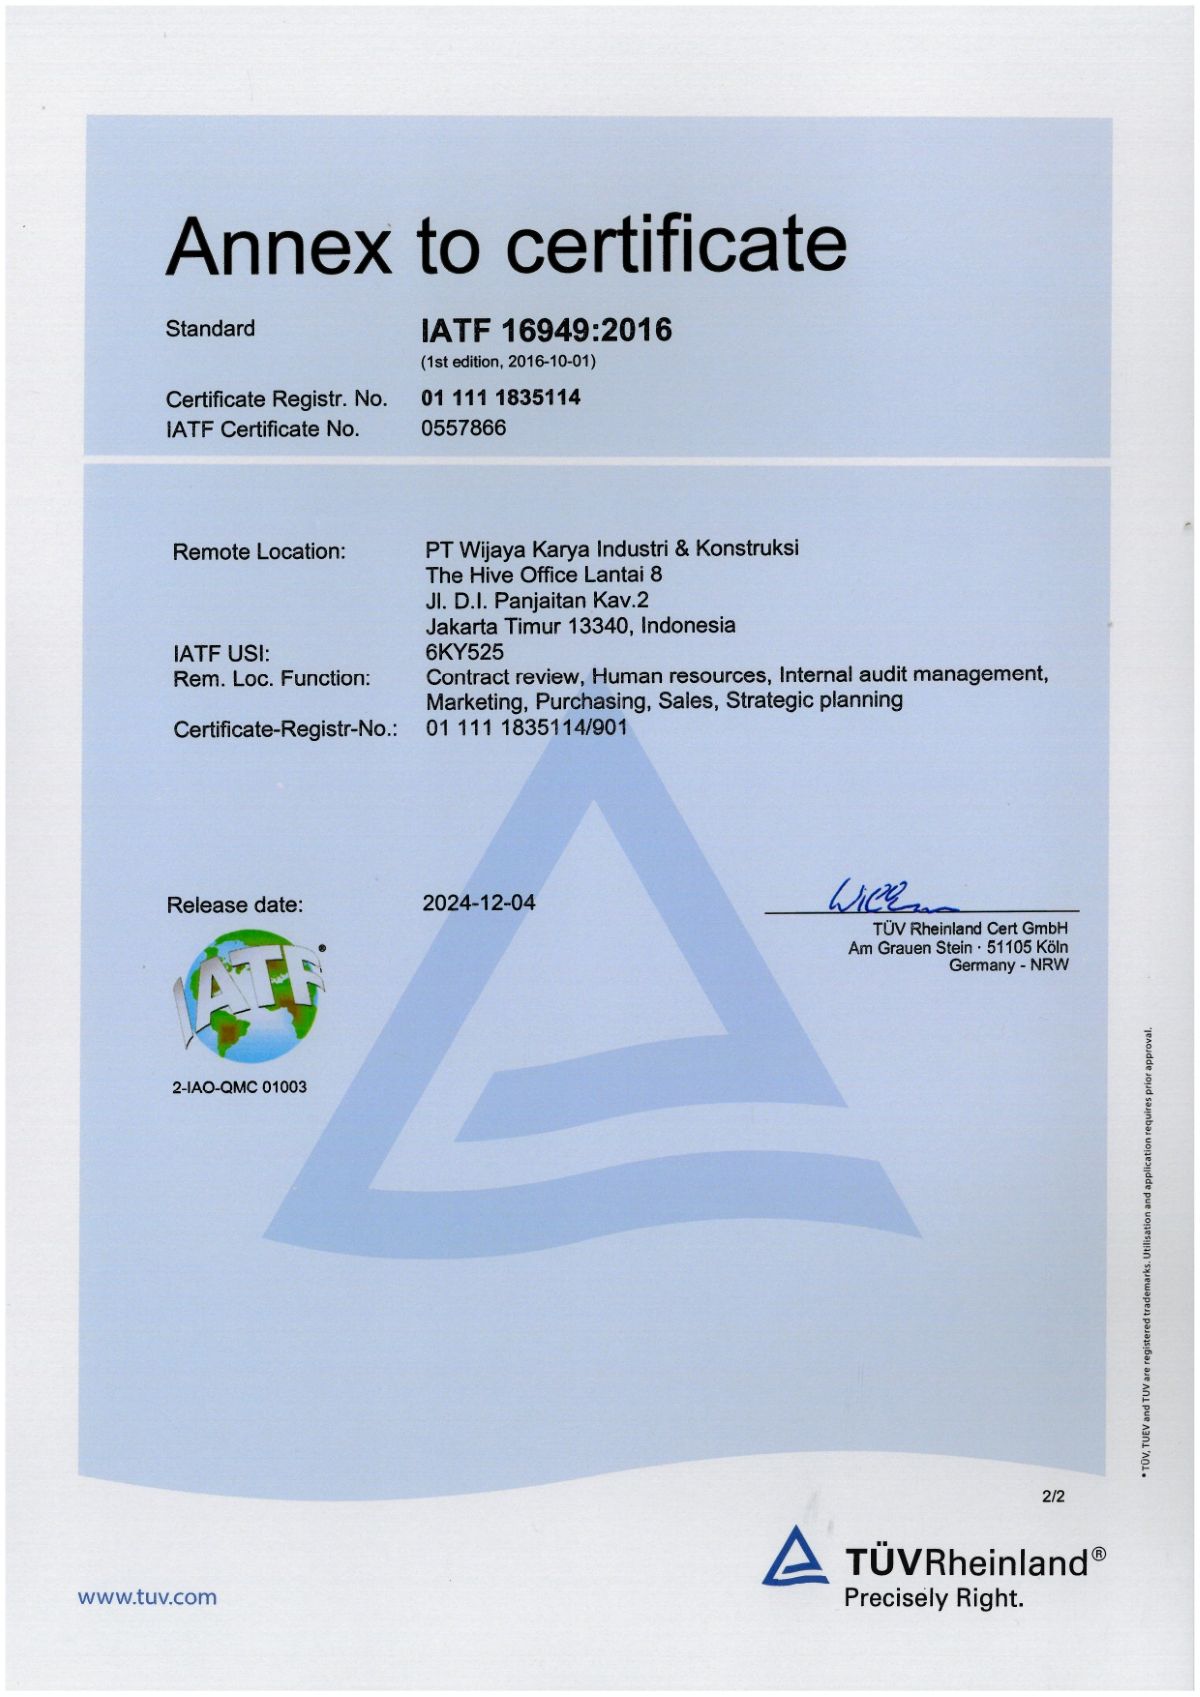 Annex to certificate
Standard
IATF 16949:2016
(1st edition, 2016-10-01)
Certificate Registr. No.
01 111 1835114
IATF Certificate No.
0557866
Remote Location:
PT Wijaya Karya Industri & Konstruksi
The Hive Office Lantai 8
Jl. D.I. Panjaitan Kav.2
Jakarta Timur 13340, Indonesia
IATF USI:
6KY525
Rem. Loc. Function:
Contract review, Human resources, Internal audit management,
Marketing, Purchasing, Sales, Strategic planning
Certificate-Registr-No.:
01 111 1835114/901
Release date:
2024-12-04
TÜV Rheinland Cert GmbH
Am Grauen Stein · 51105 Köln
Germany - NRW
IATF®
2-IAO-QMC 01003
® TÜV, TUEV and TUV are registered trademarks. Utilisation and application requires prior approval.
2/2
www.tuv.com
TÜVRheinland®
Precisely Right.